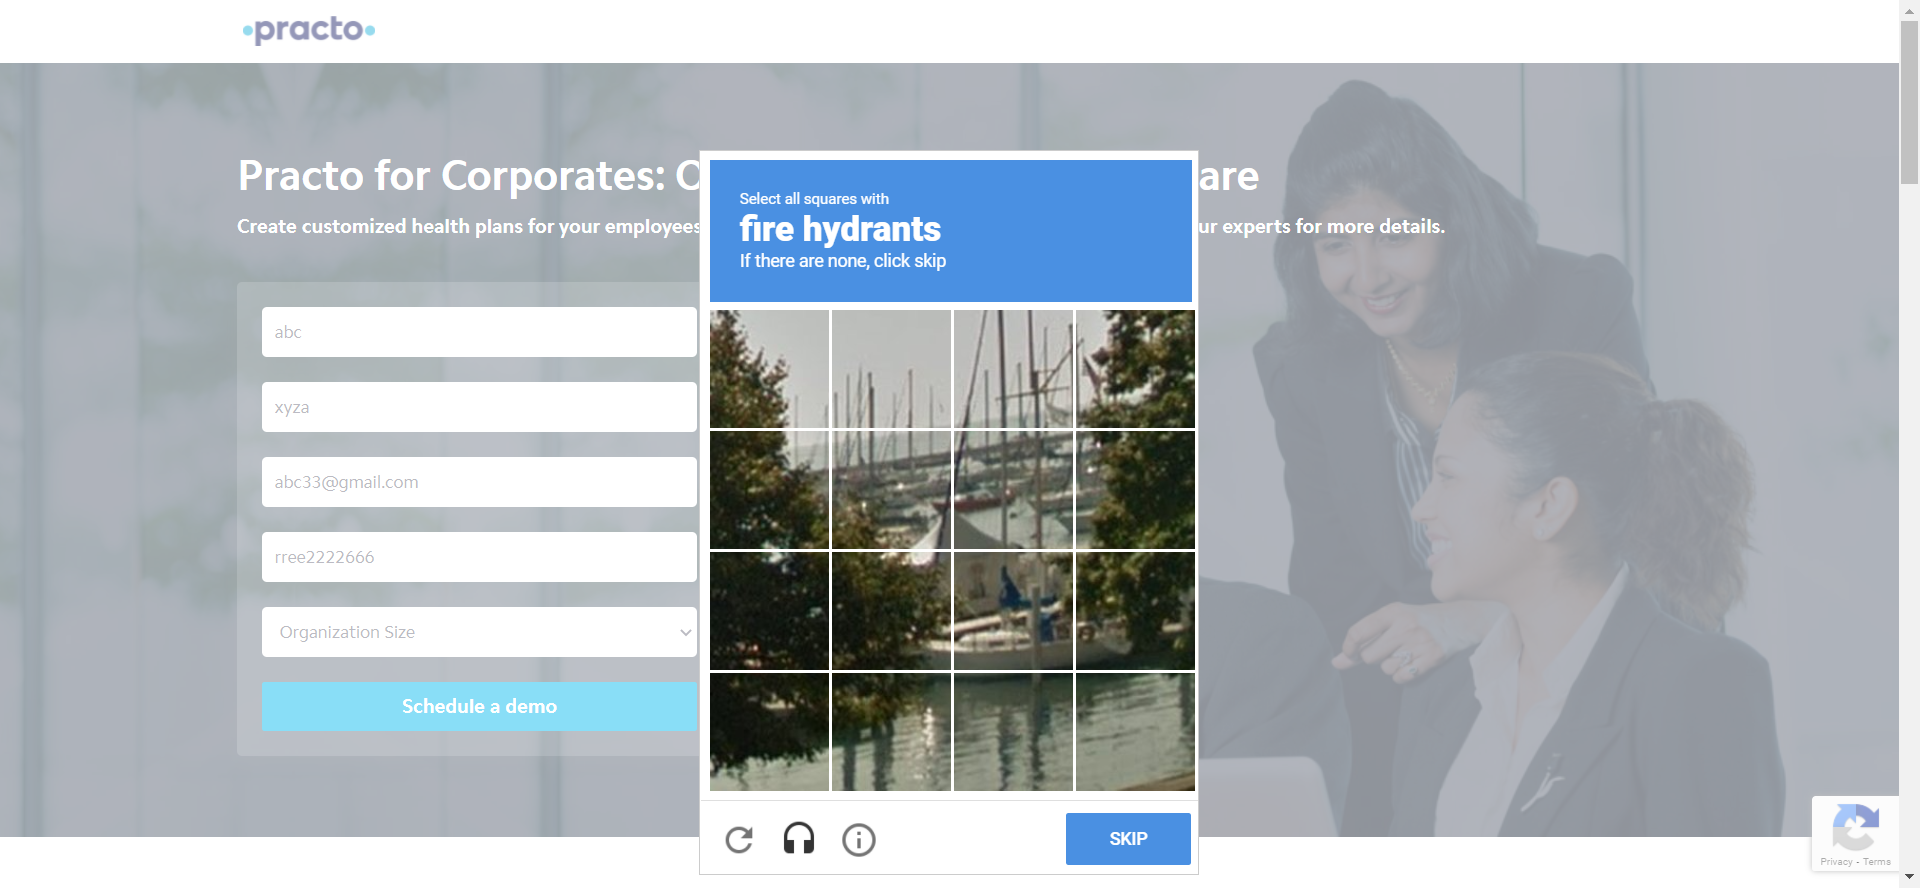 practo
Practo for Corporates: C
are
Create customized health plans for your employees
ur experts for more details.
abc
xyza
abc33@gmail.com
rree2222666
Organization Size
Schedule a demo
Select all squares with
fire hydrants
If there are none, click skip
SKIP
Privacy - Terms